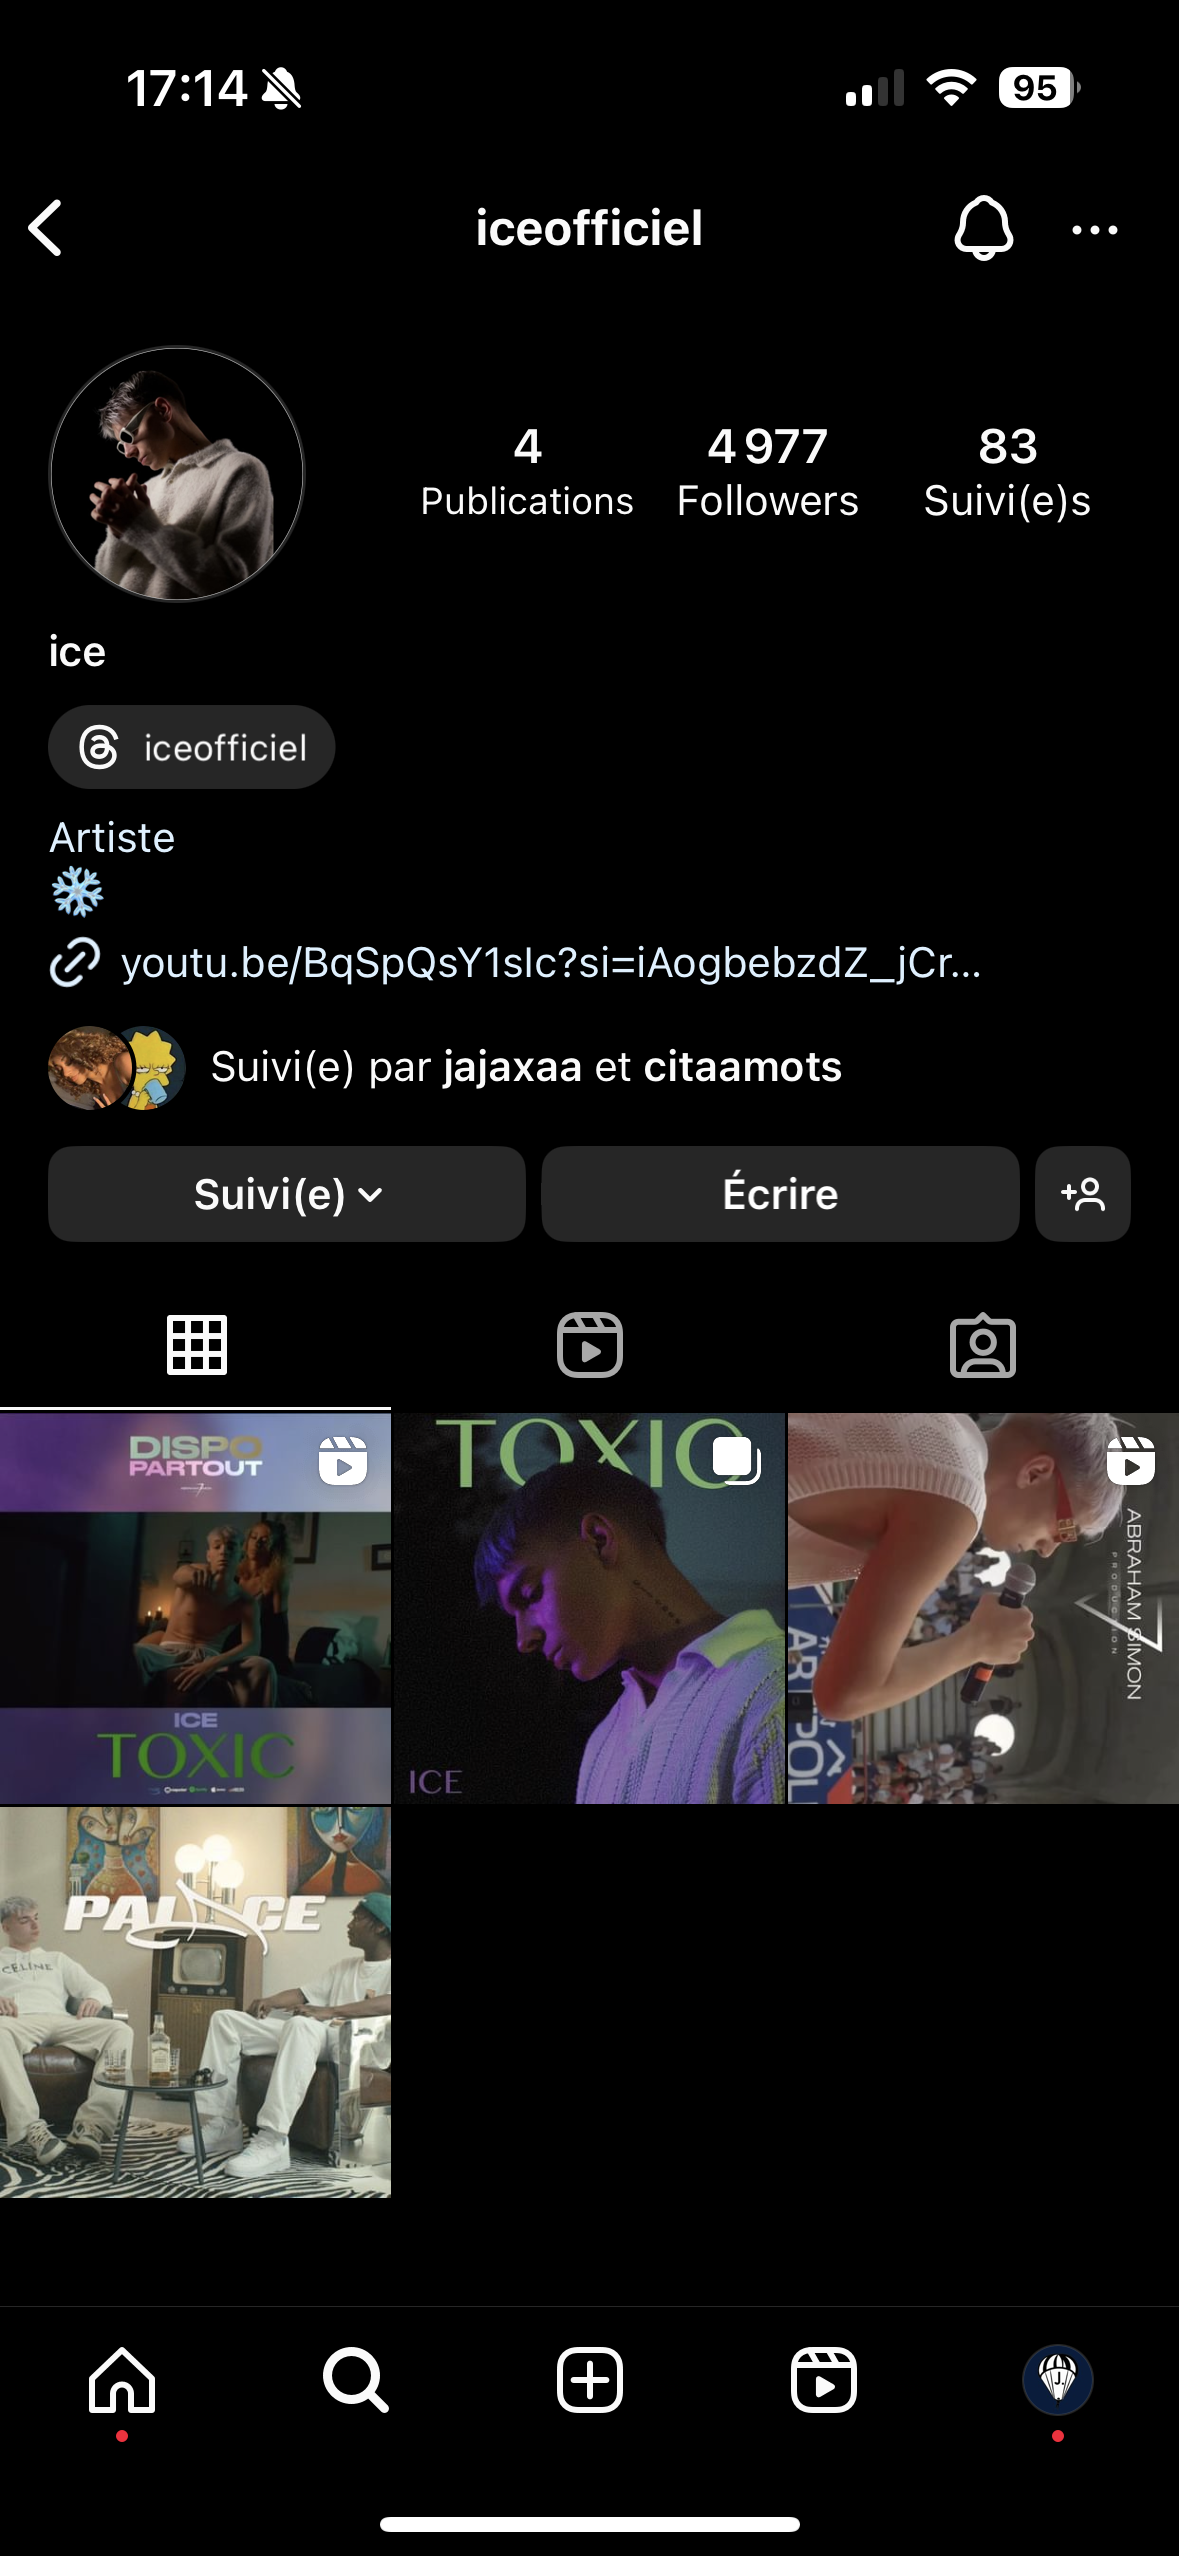 17:14
95
iceofficiel
4
Publications
4 977
Followers
83
Suivi(e)s
ice
iceofficiel
Artiste
youtu.be/BqSpQsY1sIc?si=iAogbebzdZ_jCr...
Suivi(e) par jajaxaa et citaamots
Suivi(e)
Écrire
DISPO
PARTOUT
ICE
TOXIC
TOXIC
ICE
ABRAHAM SIMON
PRODUCTION
PALACE
CELINE
J.